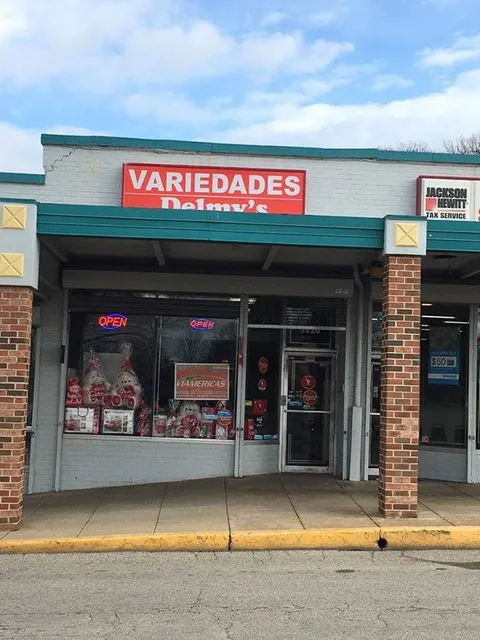 VARIEDADES
Delmy's
JACKSON
HEWITT
TAX SERVICE
OPEN
OPEN
VIAMERICAS
$50